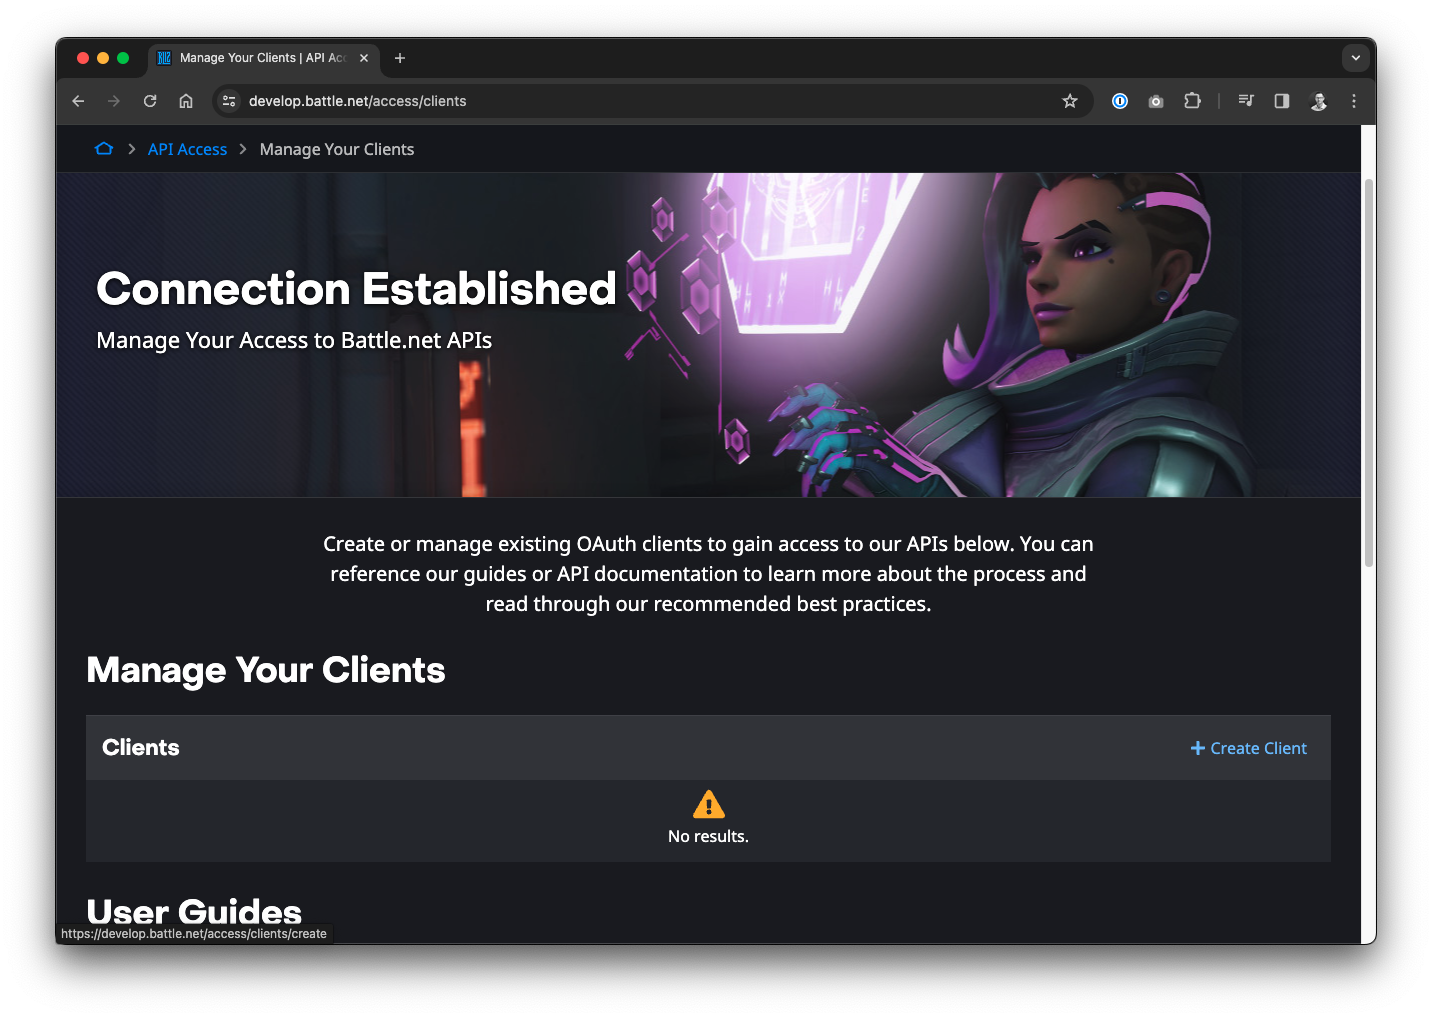 Manage Your Clients | API Acc
develop.battle.net/access/clients
API Access
Manage Your Clients
Connection Established
Manage Your Access to Battle.net APIs
Create or manage existing OAuth clients to gain access to our APIs below. You can
reference our guides or API documentation to learn more about the process and
read through our recommended best practices.
Manage Your Clients
Clients
Create Client
No results.
User Guides
https://develop.battle.net/access/clients/create